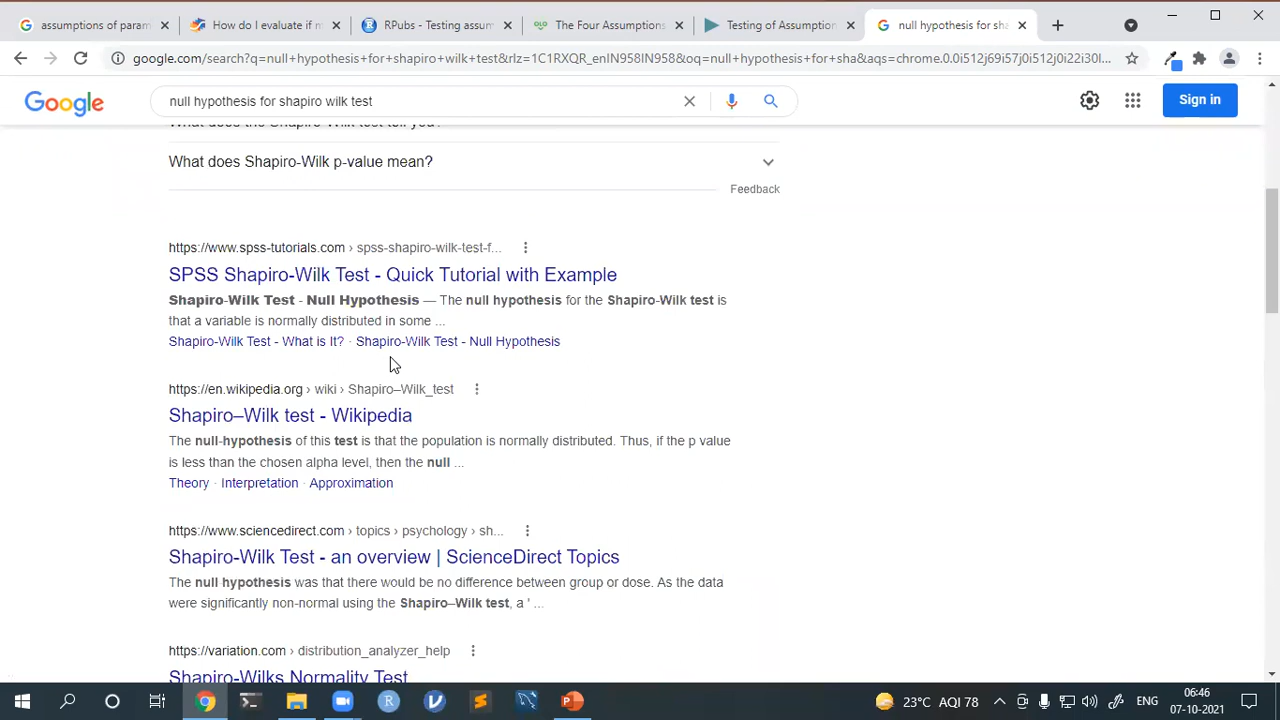 assumptions of param
How do I evaluate if m
RPubs - Testing assum
The Four Assumptions
Testing of Assumption
null hypothesis for sha
google.com/search?q=null+hypothesis+for+shapiro+wilk+test&rlz=1C1RXQR_enIN958IN958&oq=null+hypothesis+for+sha&aqs=chrome.0.0i512j69i57j0i512j0i22i30l...
Google
null hypothesis for shapiro wilk test
Sign in
What does the Shapiro-Wilk test tell you?
What does Shapiro-Wilk p-value mean?
Feedback
https://www.spss-tutorials.com › spss-shapiro-wilk-test-f...
SPSS Shapiro-Wilk Test - Quick Tutorial with Example
Shapiro-Wilk Test - Null Hypothesis — The null hypothesis for the Shapiro-Wilk test is
that a variable is normally distributed in some ...
Shapiro-Wilk Test - What is It? · Shapiro-Wilk Test - Null Hypothesis
https://en.wikipedia.org › wiki › Shapiro–Wilk_test
Shapiro–Wilk test - Wikipedia
The null-hypothesis of this test is that the population is normally distributed. Thus, if the p value
is less than the chosen alpha level, then the null ...
Theory · Interpretation · Approximation
https://www.sciencedirect.com › topics › psychology › sh...
Shapiro-Wilk Test - an overview | ScienceDirect Topics
The null hypothesis was that there would be no difference between group or dose. As the data
were significantly non-normal using the Shapiro–Wilk test, a ' ...
https://variation.com › distribution_analyzer_help
Shapiro-Wilks Normality Test
23°C AQI 78
ENG
06:46
07-10-2021